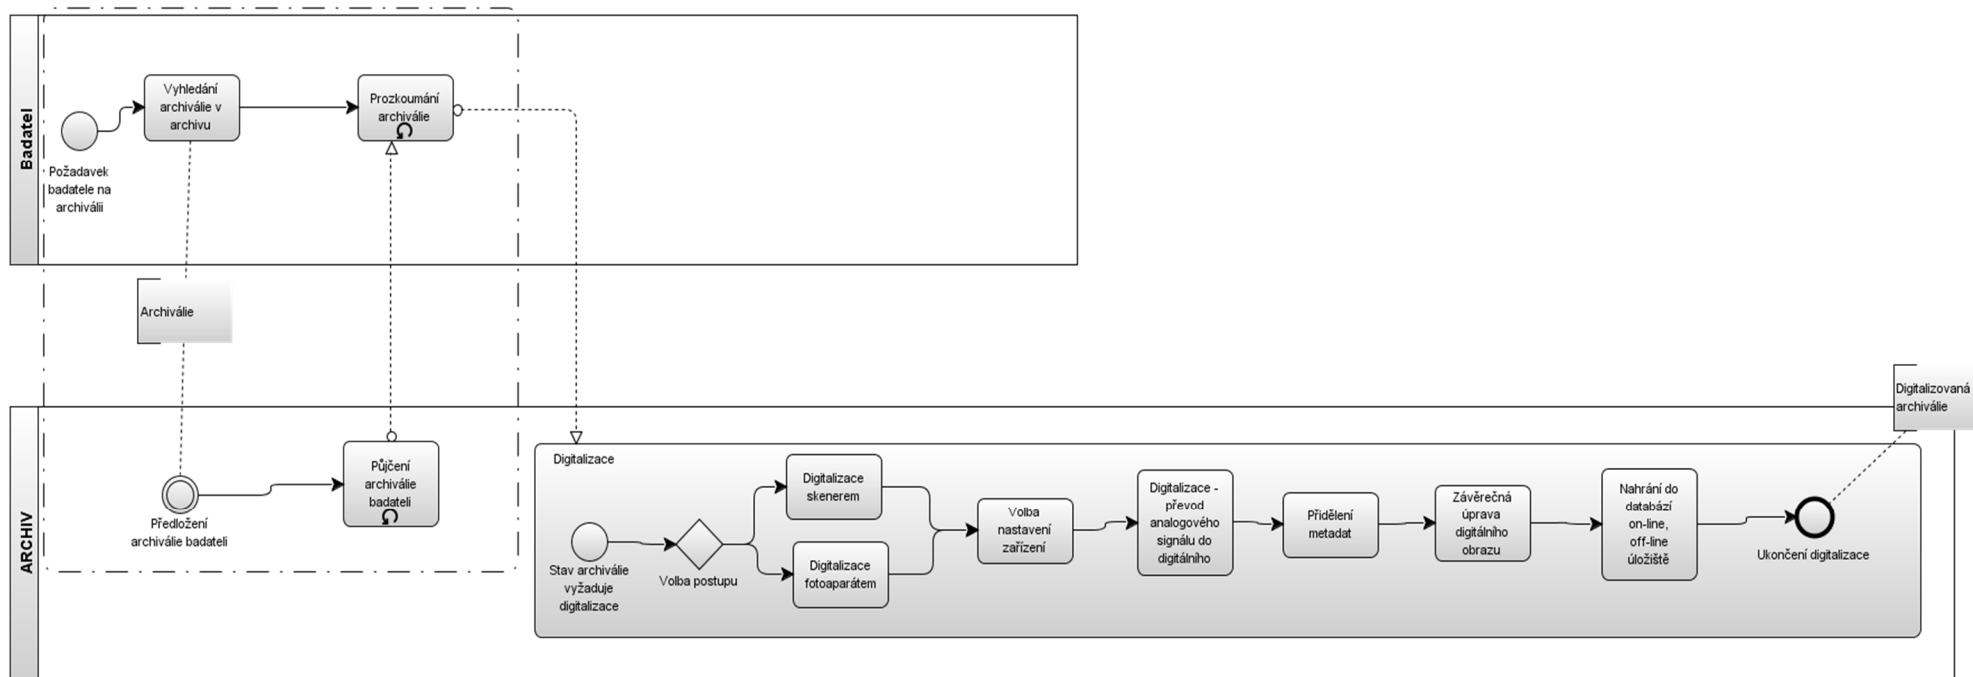 Badatel
Požadavek
badatele na
archiválii
Vyhledání
archiválie v
archivu
Prozkoumání
archiválie
Archiválie
ARCHIV
Předložení
archiválie badateli
Půjčení
archiválie
badateli
Digitalizace
Stav archiválie
vyžaduje
digitalizace
Volba postupu
Digitalizace
skenerem
Digitalizace
fotoaparátem
Volba
nastavení
zařízení
Digitalizace -
převod
analogového
signálu do
digitálního
Přidělení
metadat
Závěrečná
úprava
digitálního
obrazu
Nahrání do
databází
on-line,
off-line
úložiště
Ukončení digitalizace
Digitalizovaná
archiválie